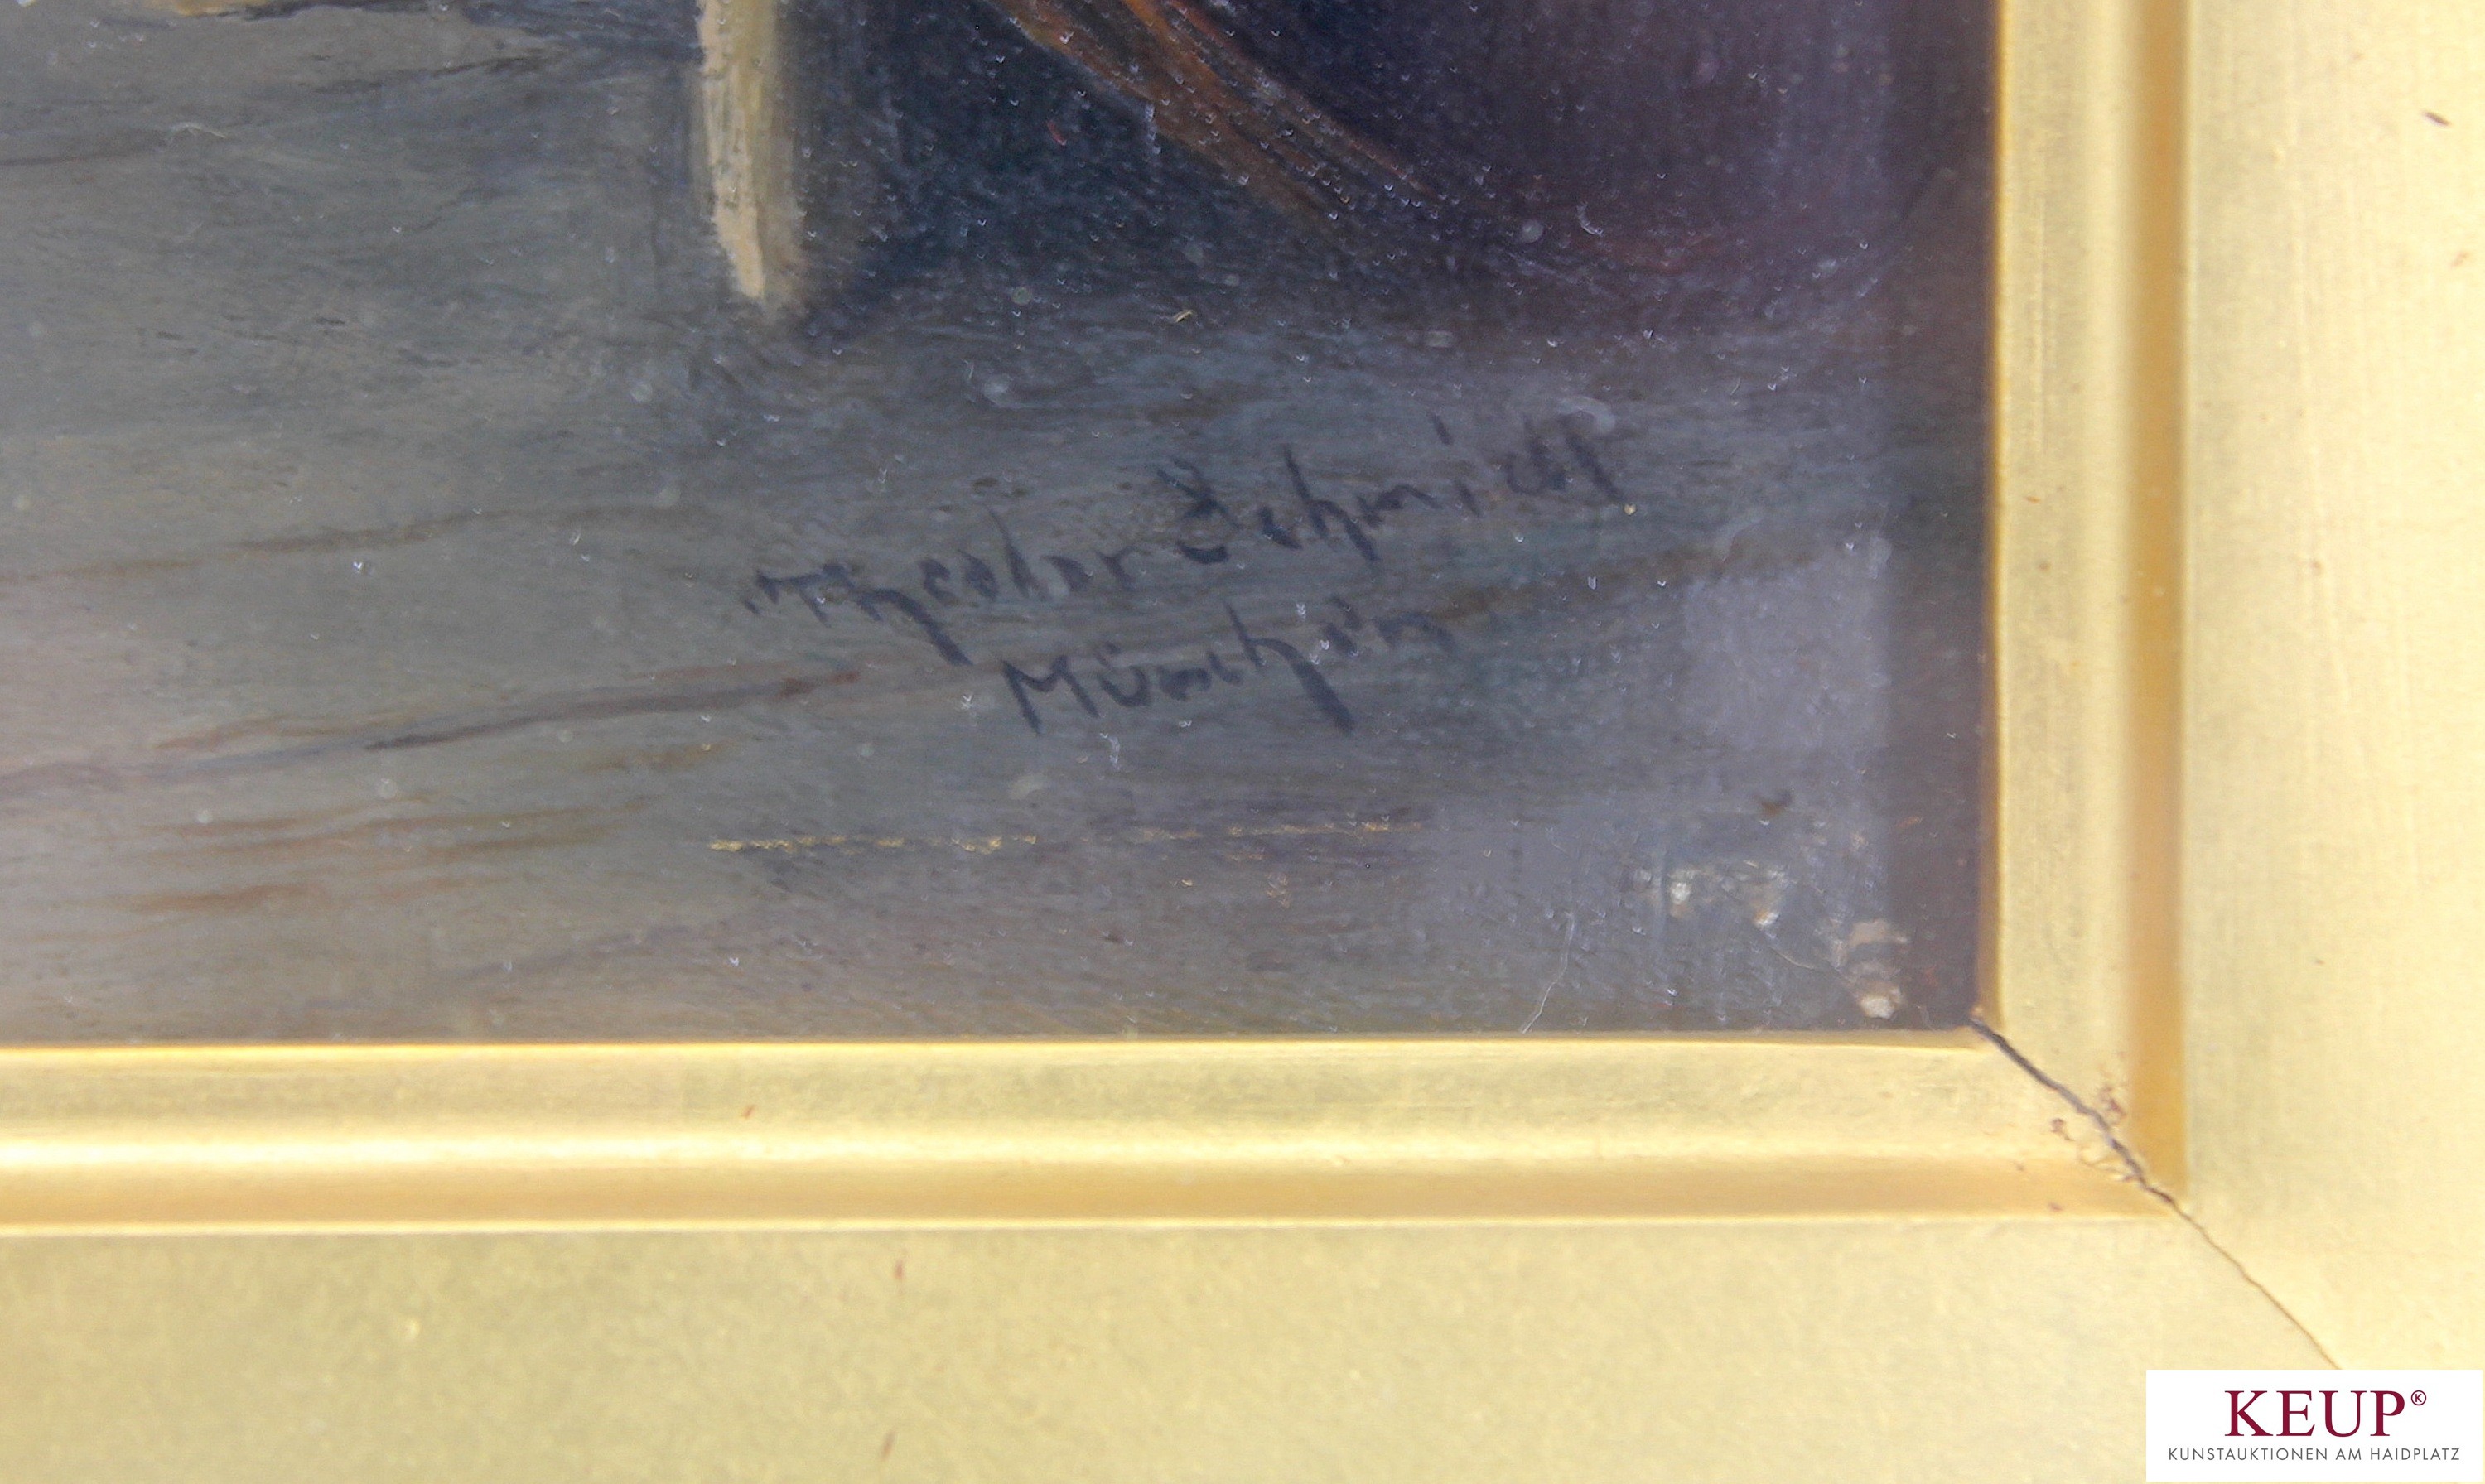 Theodor Schmidt
München
KEUP®
KUNSTAUKTIONEN AM HAIDPLATZ